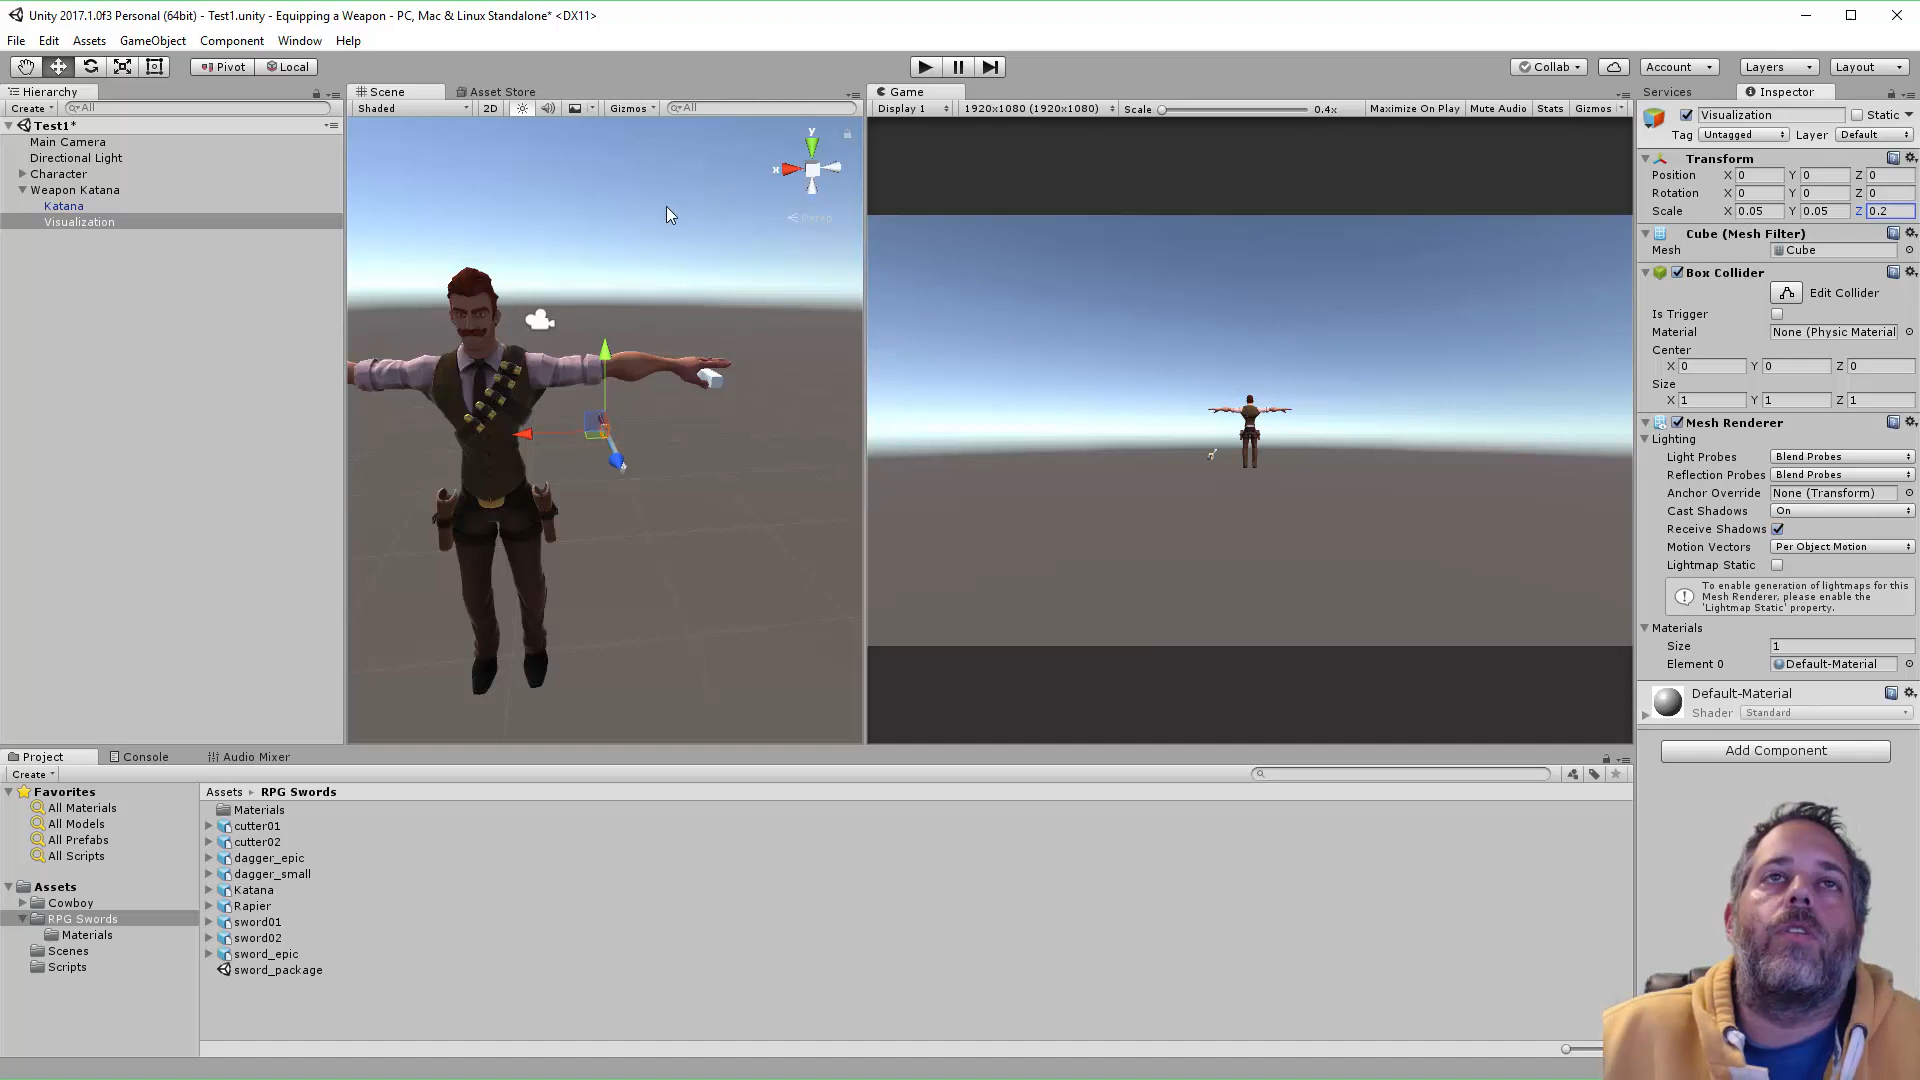 Unity 2017.1.0f3 Personal (64bit) - Test1.unity - Equipping a Weapon - PC, Mac & Linux Standalone* <DX11>
File Edit Assets GameObject Component Window Help
Pivot Local Collab Account Layers Layout
Hierarchy Scene Asset Store Game Services Inspector
Create All Shaded 2D Gizmos All Display 1 1920x1080 (1920x1080) Scale 0.4x Maximize On Play Mute Audio Stats Gizmos
Test1*
Main Camera
Directional Light
Character
Weapon Katana
Katana
Visualization
y
x
Persp
Visualization Static
Tag Untagged Layer Default
Transform
Position X 0 Y 0 Z 0
Rotation X 0 Y 0 Z 0
Scale X 0.05 Y 0.05 Z 0.2
Cube (Mesh Filter)
Mesh Cube
Box Collider
Edit Collider
Is Trigger
Material None (Physic Material
Center
X 0 Y 0 Z 0
Size
X 1 Y 1 Z 1
Mesh Renderer
Lighting
Light Probes Blend Probes
Reflection Probes Blend Probes
Anchor Override None (Transform)
Cast Shadows On
Receive Shadows
Motion Vectors Per Object Motion
Lightmap Static
To enable generation of lightmaps for this
Mesh Renderer, please enable the
'Lightmap Static' property.
Materials
Size 1
Element 0 Default-Material
Default-Material
Shader Standard
Add Component
Project Console Audio Mixer
Create
Favorites
All Materials
All Models
All Prefabs
All Scripts
Assets
Cowboy
RPG Swords
Materials
Scenes
Scripts
Assets RPG Swords
Materials
cutter01
cutter02
dagger_epic
dagger_small
Katana
Rapier
sword01
sword02
sword_epic
sword_package